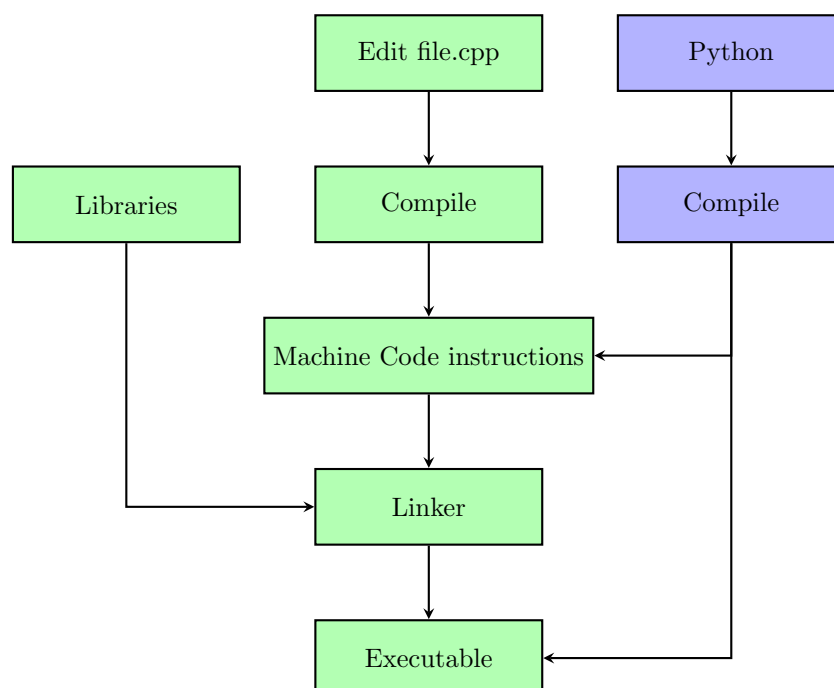 Edit file.cpp
Python
Libraries
Compile
Compile
Machine Code instructions
Linker
Executable